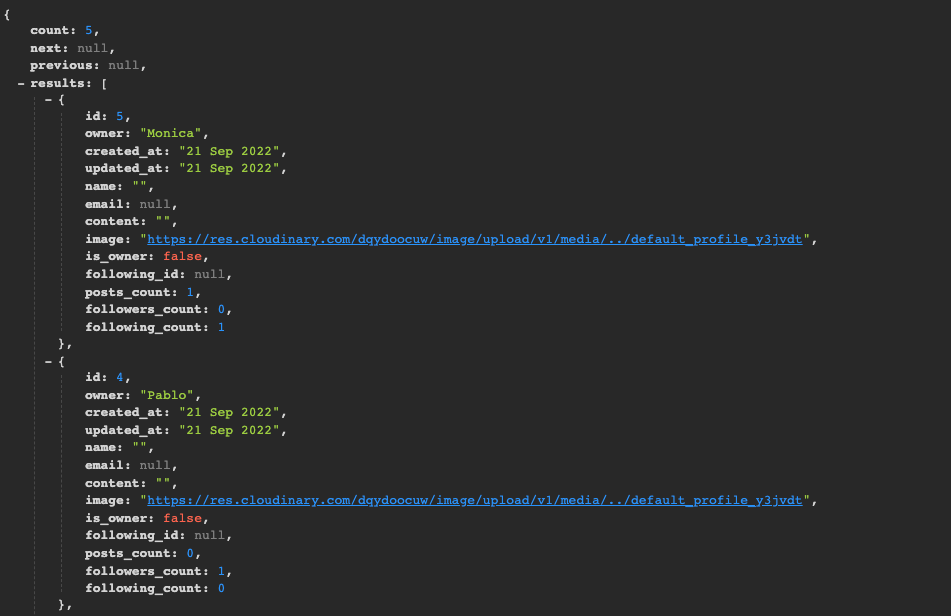 {
count: 5,
next: null,
previous: null,
- results: [
- {
id: 5,
owner: "Monica",
created_at: "21 Sep 2022",
updated_at: "21 Sep 2022",
name: "",
email: null,
content: "",
image: "https://res.cloudinary.com/dqydoocuw/image/upload/v1/media/../default_profile_y3jvdt",
is_owner: false,
following_id: null,
posts_count: 1,
followers_count: 0,
following_count: 1
},
- {
id: 4,
owner: "Pablo",
created_at: "21 Sep 2022",
updated_at: "21 Sep 2022",
name: "",
email: null,
content: "",
image: "https://res.cloudinary.com/dqydoocuw/image/upload/v1/media/../default_profile_y3jvdt",
is_owner: false,
following_id: null,
posts_count: 0,
followers_count: 1,
following_count: 0
},